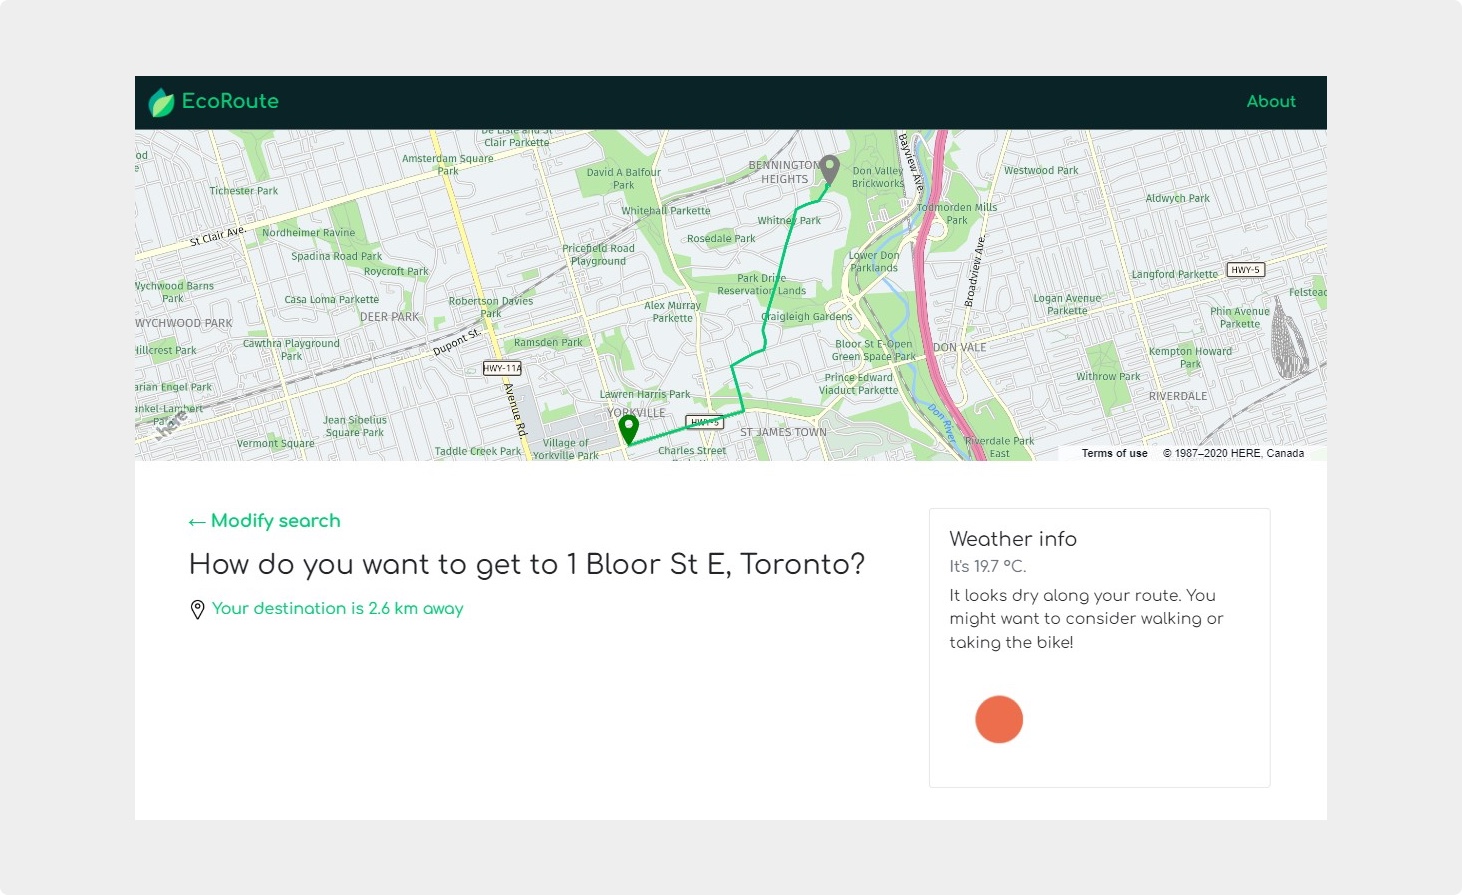 EcoRoute
About
De Lisle and St
Clair Parkette
Amsterdam Square
Park
David A Balfour
Park
BENNINGTON
HEIGHTS
Don Valley
Brickworks
Bayview Ave.
Westwood Park
Tichester Park
Aldwych Park
Whitehall Parkette
Whitney Park
Todmorden Mills
Park
St Clair Ave.
Nordheimer Ravine
Rosedale Park
Spadina Road Park
Pricefield Road
Playground
Lower Don
Parklands
Broadview Ave.
Roycroft Park
HWY-5
Langford Parkette
Wychwood Barns
Park
Park Drive
Reservation Lands
Casa Loma Parkette
Robertson Davies
Park
Alex Murray
Parkette
Logan Avenue
Parkette
WYCHWOOD PARK
DEER PARK
Craigleigh Gardens
Phin Avenue
Parkette
Hillcrest Park
Cawthra Playground
Park
Dupont St.
Ramsden Park
Bloor St E-Open
Green Space Park
DON VALE
Kempton Howard
Park
HWY-11A
Prince Edward
Viaduct Parkette
Withrow Park
Lawren Harris Park
RIVERDALE
Avenue Rd.
YORKVILLE
HWY-5
here
Jean Sibelius
Square Park
ST JAMES TOWN
Don River
Vermont Square
Taddle Creek Park
Village of
Yorkville Park
Charles Street
Riverdale Park
East
Terms of use © 1987–2020 HERE, Canada
← Modify search
How do you want to get to 1 Bloor St E, Toronto?
Your destination is 2.6 km away
Weather info
It's 19.7 °C.
It looks dry along your route. You
might want to consider walking or
taking the bike!